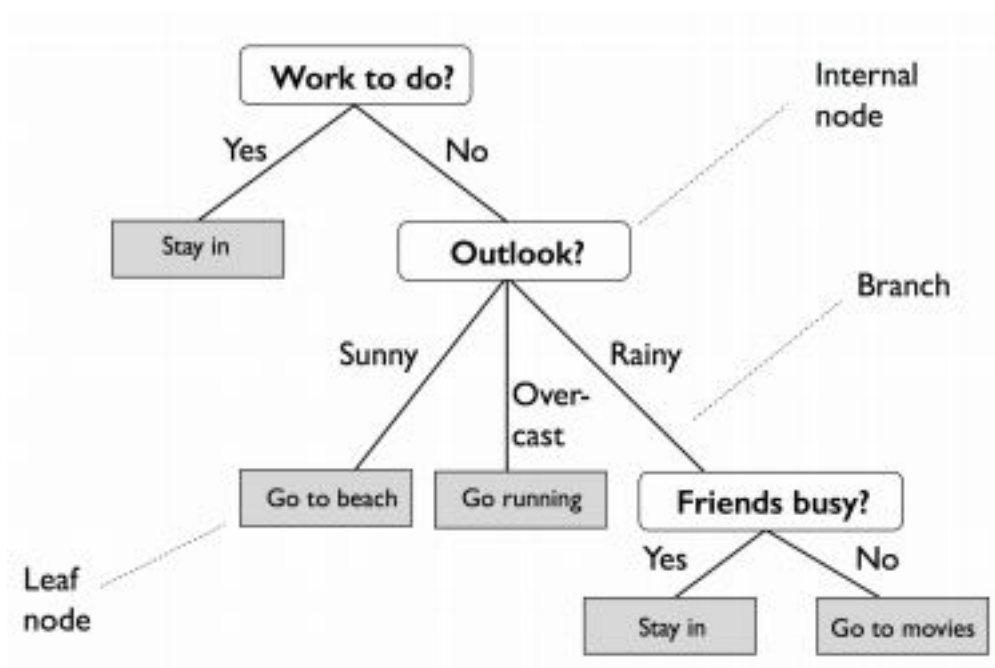 Work to do?
Internal
node
Yes
No
Stay in
Outlook?
Branch
Sunny
Rainy
Over-
cast
Go to beach
Go running
Friends busy?
Yes
No
Leaf
node
Stay in
Go to movies